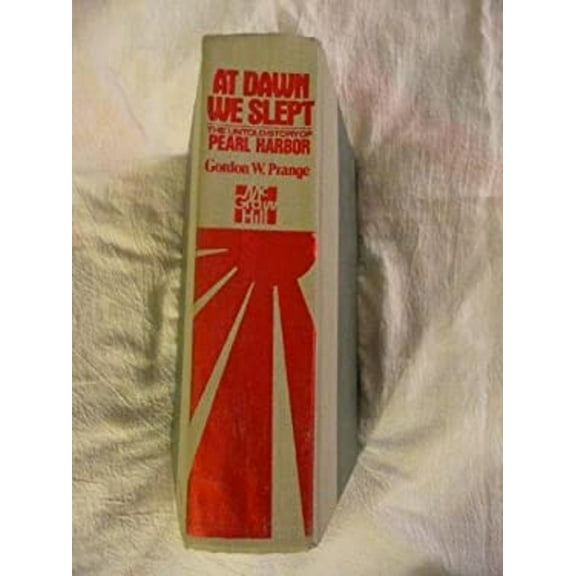 AT DAWN
WE SLEPT
THE UNTOLD STORY OF
PEARL HARBOR
Gordon W. Prange
Mc
Graw
Hill